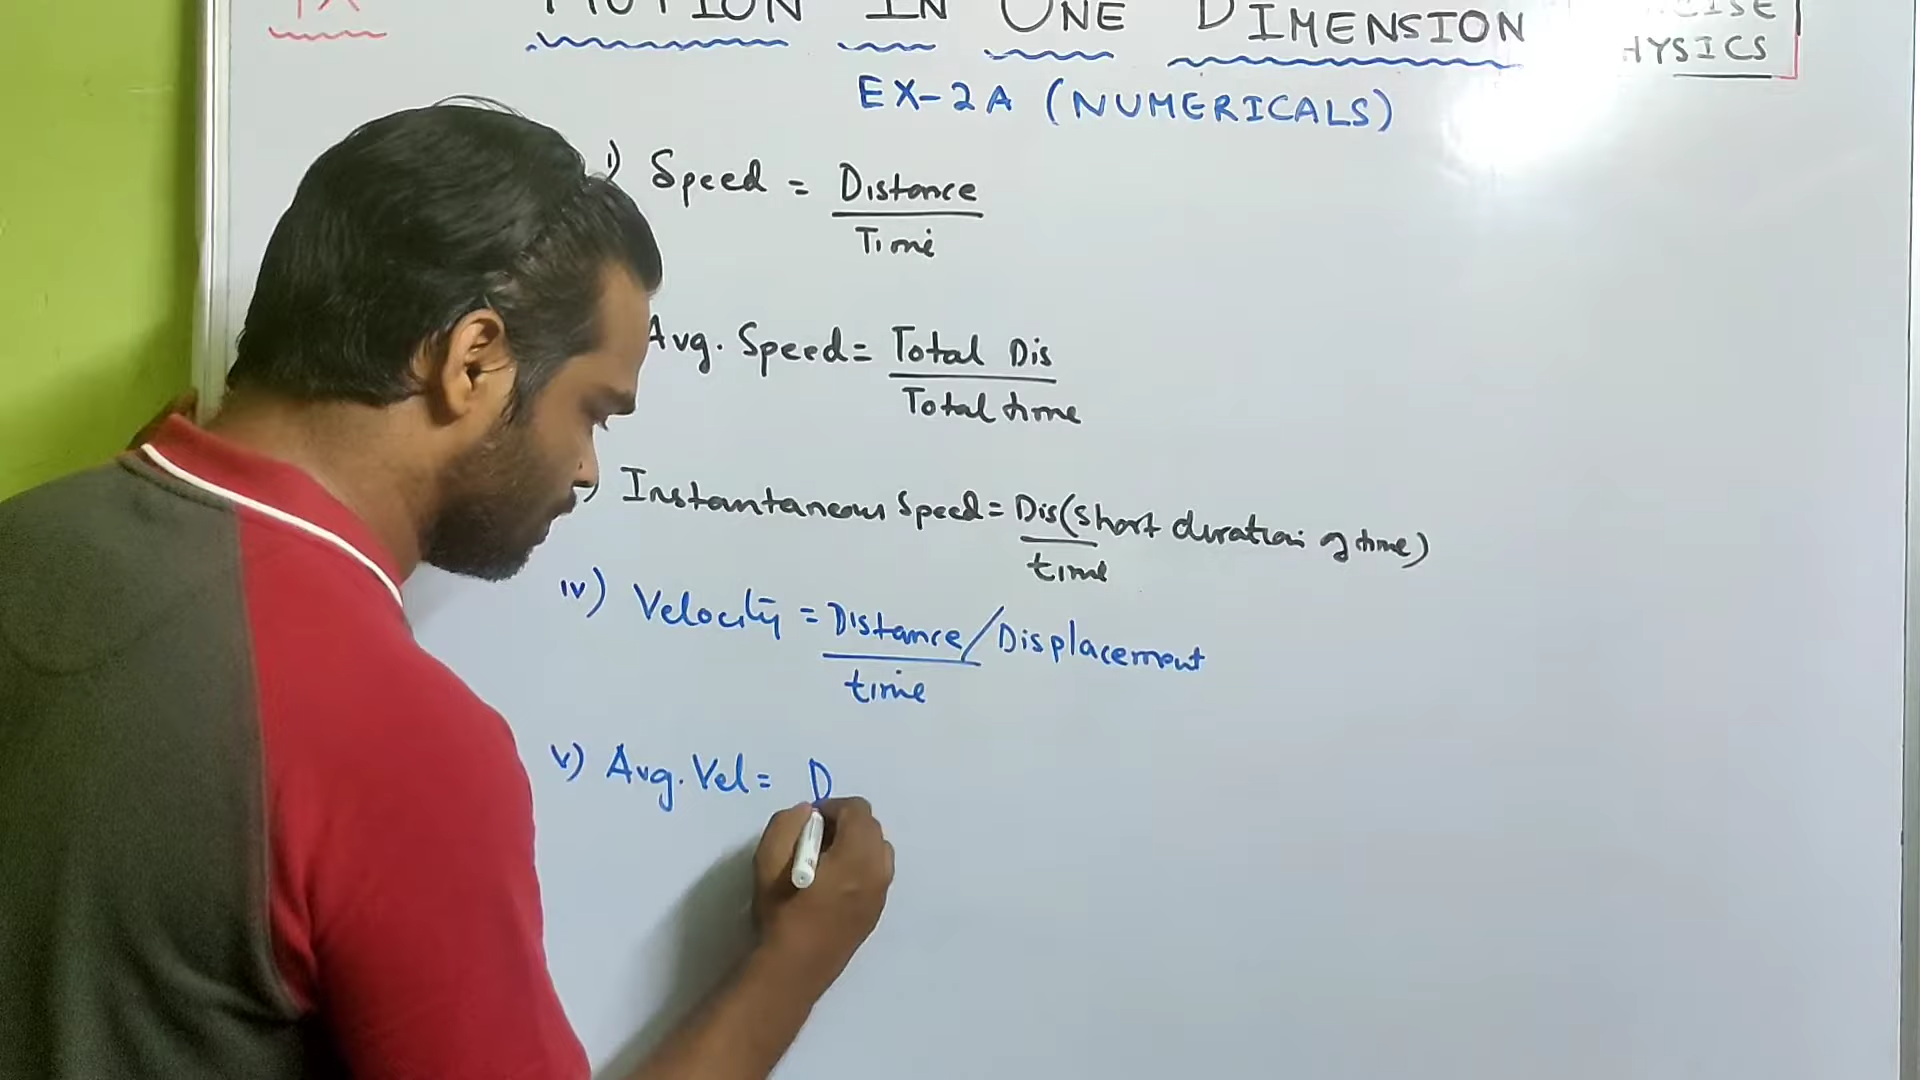 MOTION IN ONE DIMENSION
EX-2A (NUMERICALS)
i) Speed = Distance
Time
Avg. Speed = Total Dis
Total time
) Instantaneous Speed = Dis(short duration of time)
time
iv) Velocity = Distance/Displacement
time
v) Avg. Vel = D